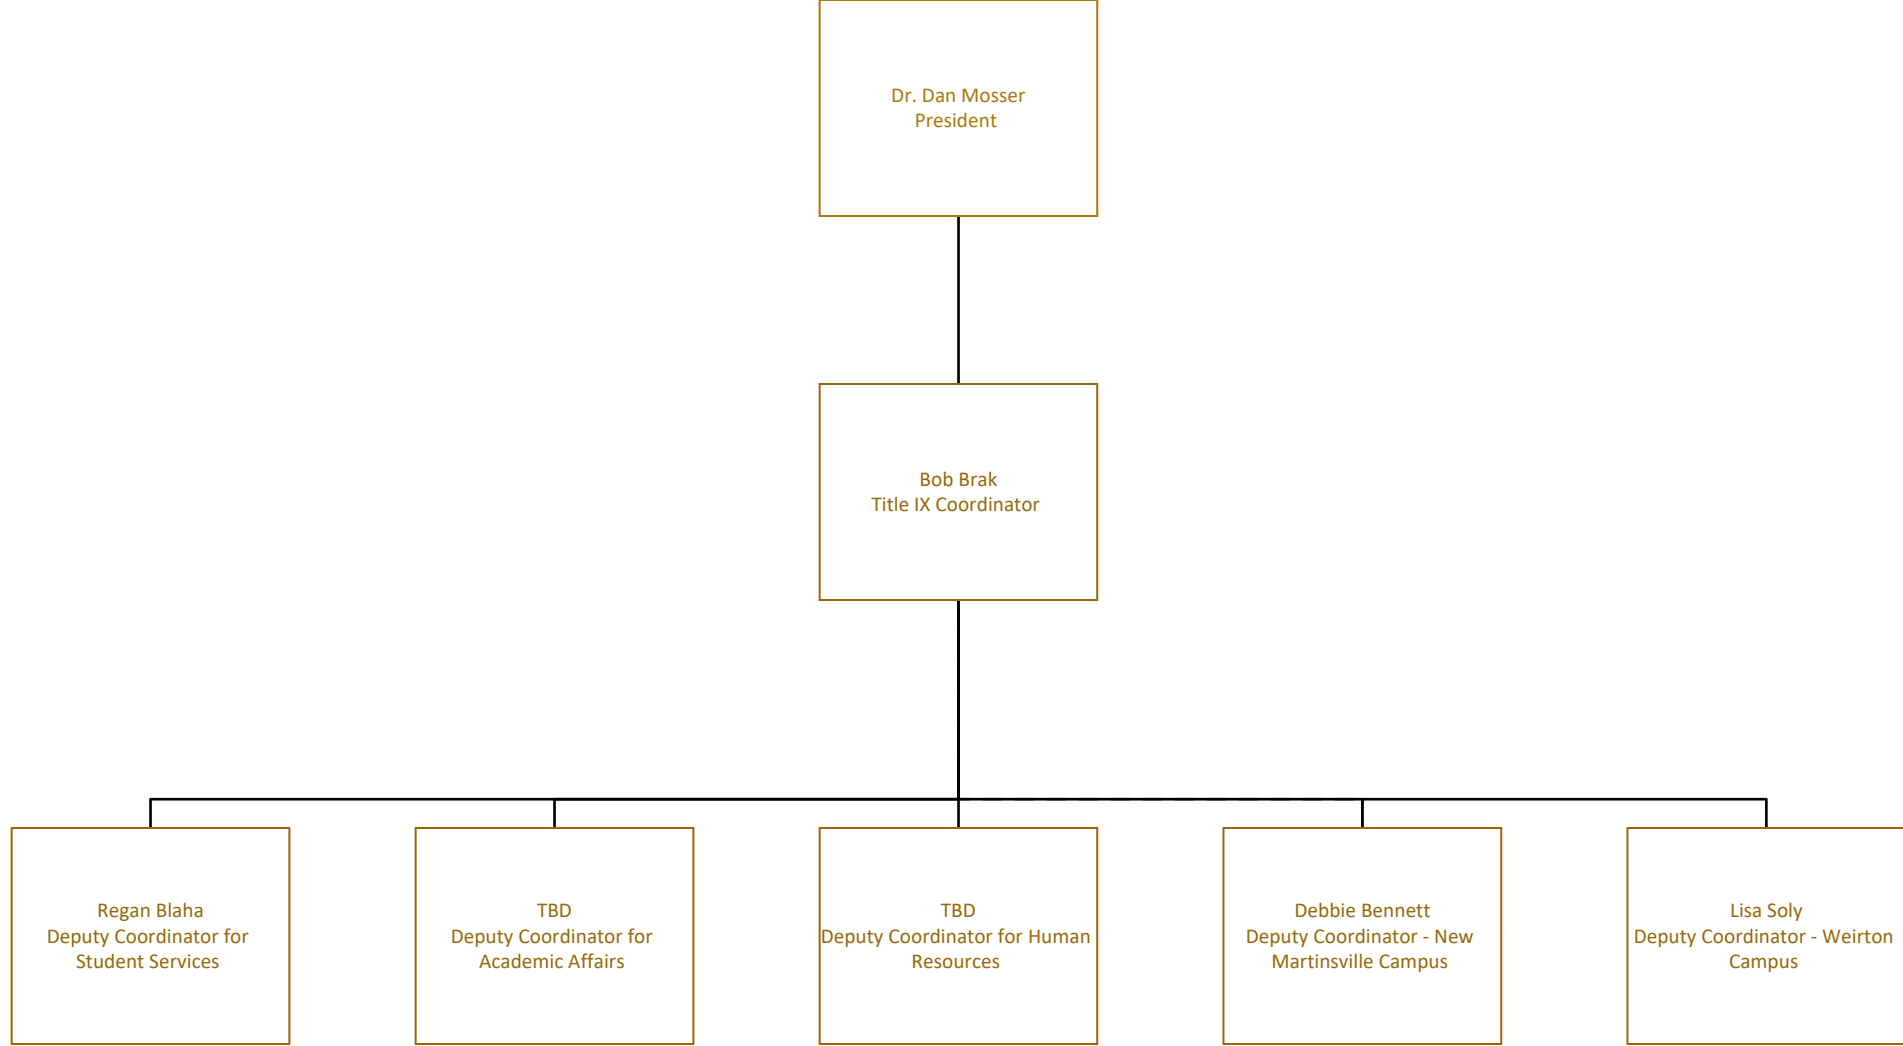 Dr. Dan Mosser
President
Bob Brak
Title IX Coordinator
Regan Blaha
Deputy Coordinator for
Student Services
TBD
Deputy Coordinator for
Academic Affairs
TBD
Deputy Coordinator for Human
Resources
Debbie Bennett
Deputy Coordinator - New
Martinsville Campus
Lisa Soly
Deputy Coordinator - Weirton
Campus